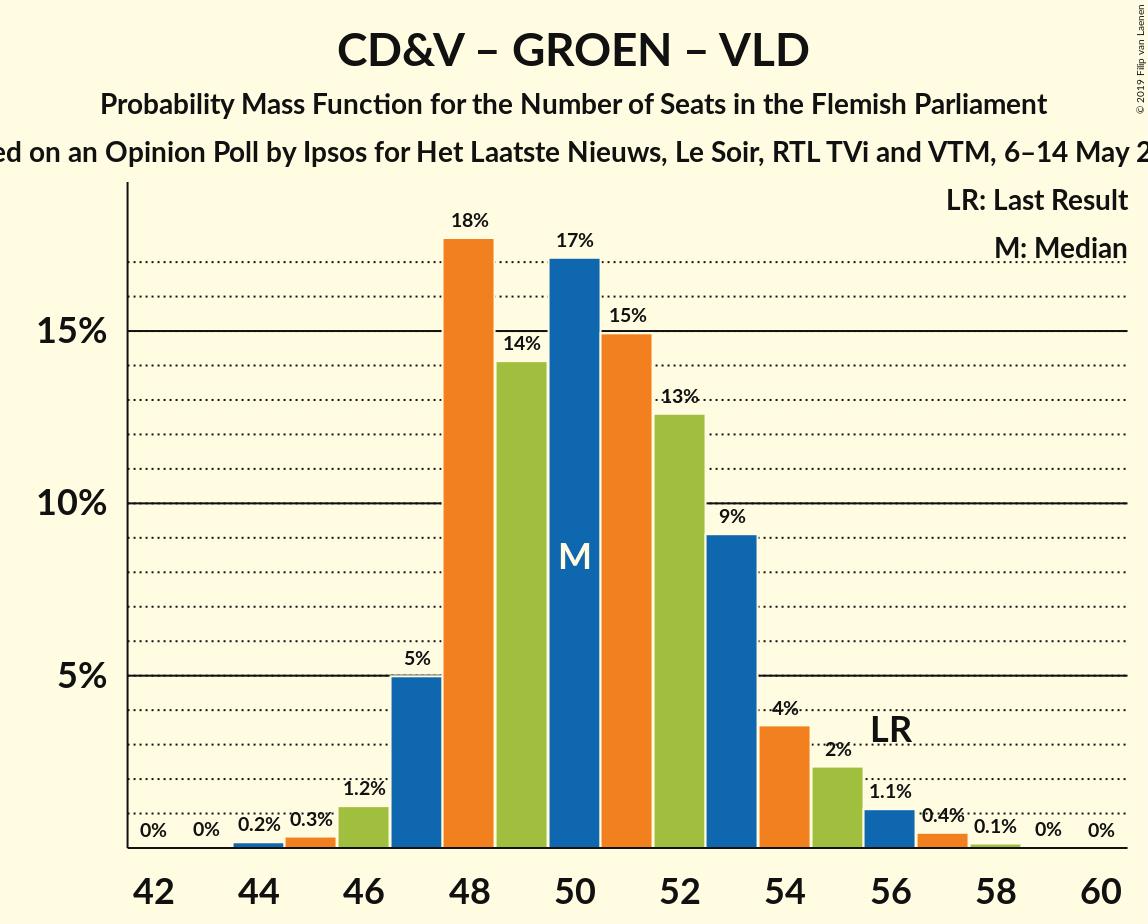 CD&V – GROEN – VLD
Probability Mass Function for the Number of Seats in the Flemish Parliament
on an Opinion Poll by Ipsos for Het Laatste Nieuws, Le Soir, RTL TVi and VTM, 6–14 May
© 2019 Filip van Laenen
LR: Last Result
M: Median
18%
17%
15%
15%
14%
13%
10%
9%
M
5%
5%
4%
LR
2%
1.2%
1.1%
0% 0% 0.2% 0.3% 0.4% 0.1% 0% 0%
42 44 46 48 50 52 54 56 58 60